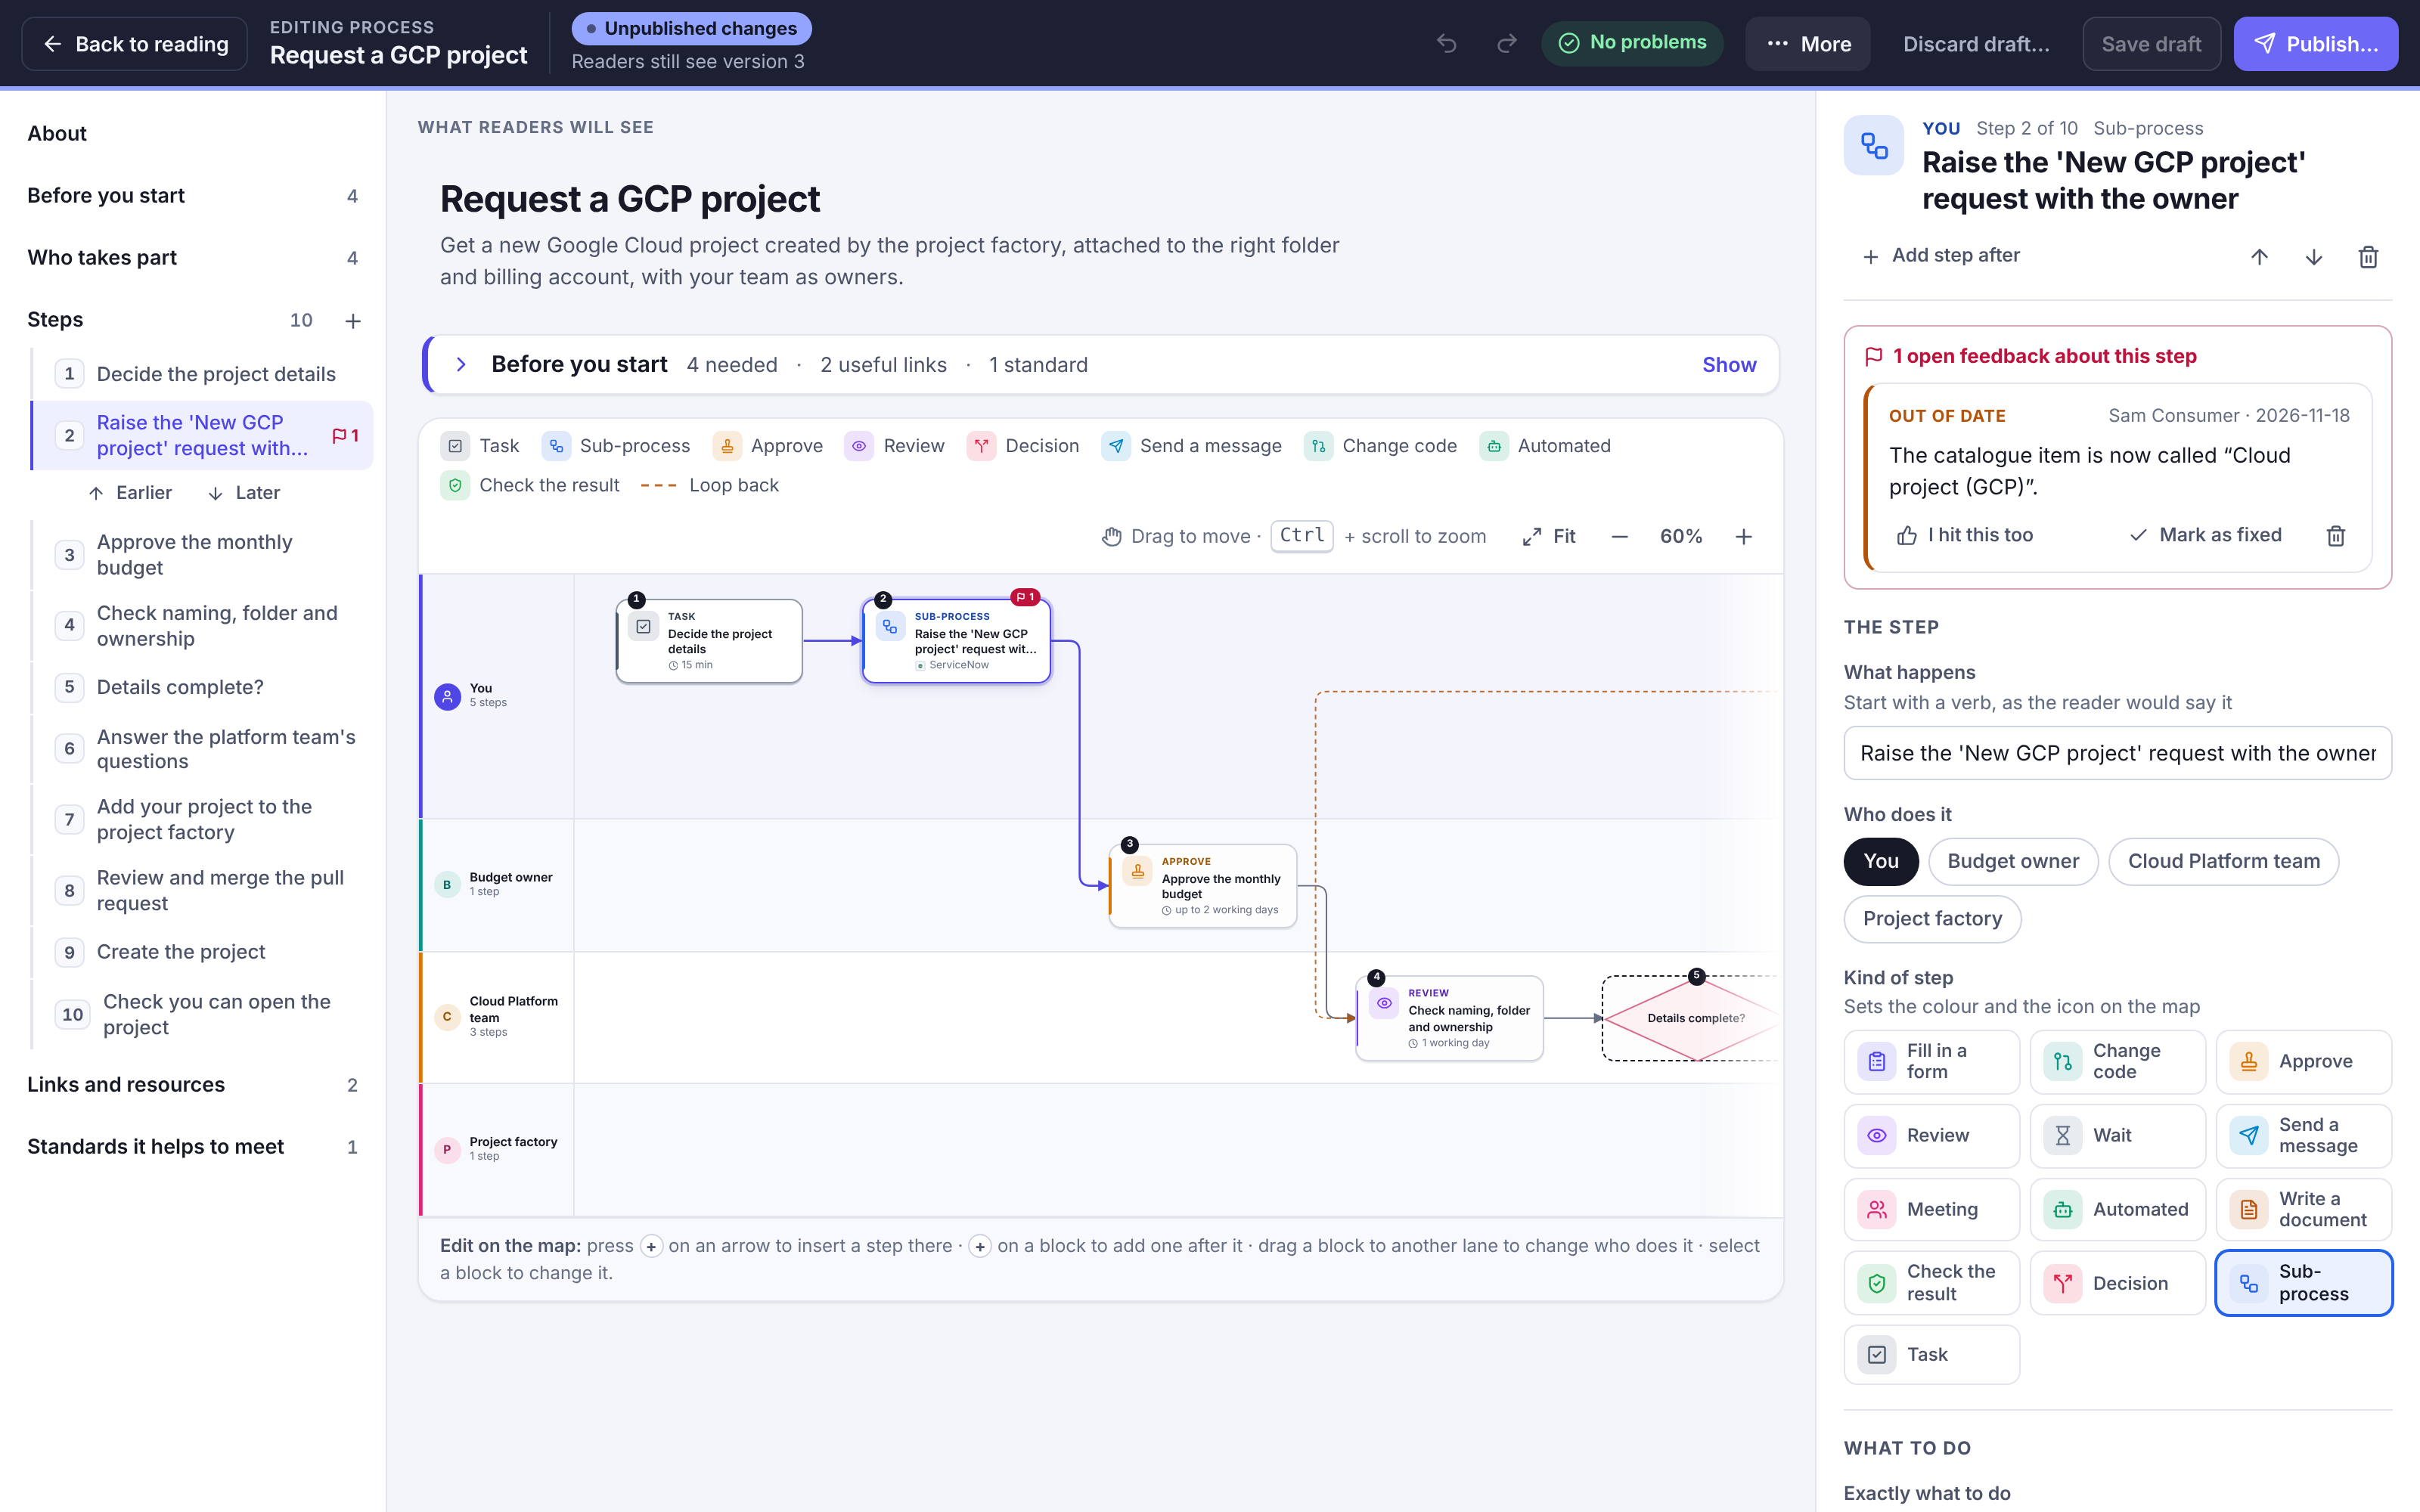 Back to reading
EDITING PROCESS
Request a GCP project
Unpublished changes
Readers still see version 3
No problems
More
Discard draft...
Save draft
Publish...
About
Before you start 4
Who takes part 4
Steps 10
1 Decide the project details
2 Raise the 'New GCP
project' request with... 1
Earlier Later
3 Approve the monthly
budget
4 Check naming, folder and
ownership
5 Details complete?
6 Answer the platform team's
questions
7 Add your project to the
project factory
8 Review and merge the pull
request
9 Create the project
10 Check you can open the
project
Links and resources 2
Standards it helps to meet 1
WHAT READERS WILL SEE
Request a GCP project
Get a new Google Cloud project created by the project factory, attached to the right folder
and billing account, with your team as owners.
Before you start 4 needed · 2 useful links · 1 standard Show
Task Sub-process Approve Review Decision Send a message Change code Automated
Check the result Loop back
Drag to move · Ctrl + scroll to zoom Fit 60%
You
5 steps
1
TASK
Decide the project
details
15 min
2
1
SUB-PROCESS
Raise the 'New GCP
project' request wit...
ServiceNow
B
Budget owner
1 step
3
APPROVE
Approve the monthly
budget
up to 2 working days
C
Cloud Platform
team
3 steps
4
REVIEW
Check naming, folder
and ownership
1 working day
5
Details complete?
P
Project factory
1 step
Edit on the map: press + on an arrow to insert a step there · + on a block to add one after it · drag a block to another lane to change who does it · select
a block to change it.
YOU Step 2 of 10 Sub-process
Raise the 'New GCP project'
request with the owner
Add step after
1 open feedback about this step
OUT OF DATE Sam Consumer · 2026-11-18
The catalogue item is now called “Cloud
project (GCP)”.
I hit this too Mark as fixed
THE STEP
What happens
Start with a verb, as the reader would say it
Raise the 'New GCP project' request with the owner
Who does it
You Budget owner Cloud Platform team
Project factory
Kind of step
Sets the colour and the icon on the map
Fill in a
form
Change
code
Approve
Review
Wait
Send a
message
Meeting
Automated
Write a
document
Check the
result
Decision
Sub-
process
Task
WHAT TO DO
Exactly what to do